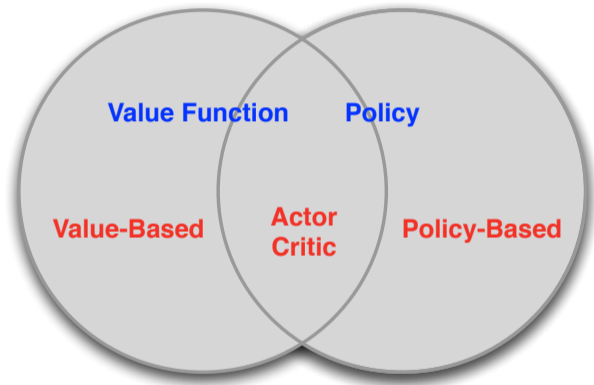 Value Function
Policy
Value-Based
Actor
Critic
Policy-Based